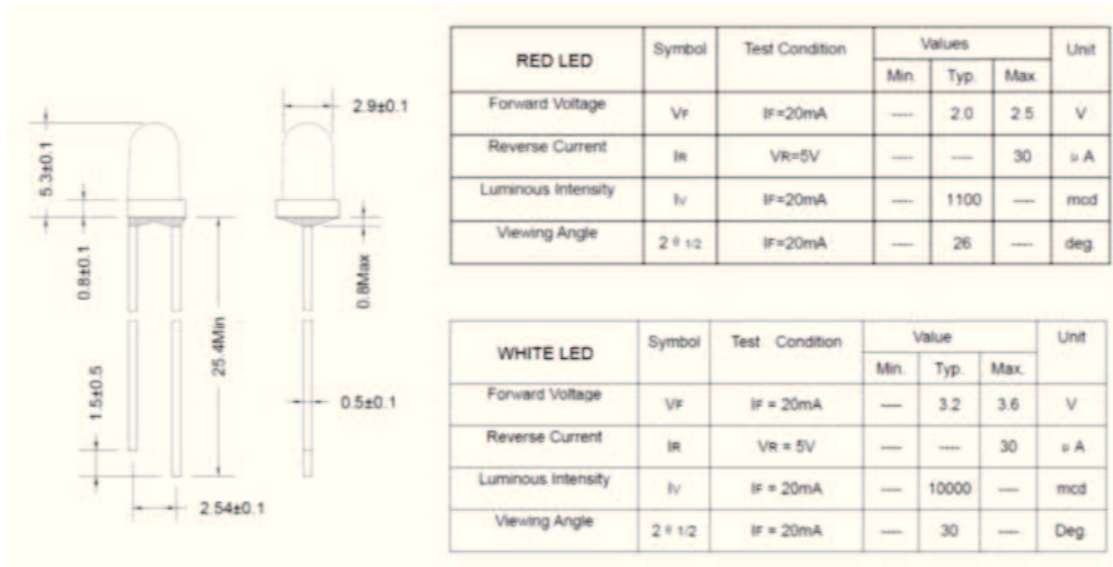 2.9±0.1
5.3±0.1
0.8±0.1
0.8Max
25.4Min
1.5±0.5
0.5±0.1
2.54±0.1
RED LED Symbol Test Condition Values Unit
Min. Typ. Max.
Forward Voltage VF IF=20mA ---- 2.0 2.5 V
Reverse Current IR VR=5V ---- ---- 30 μA
Luminous Intensity IV IF=20mA ---- 1100 ---- mcd
Viewing Angle 2θ1/2 IF=20mA ---- 26 ---- deg.
WHITE LED Symbol Test Condition Value Unit
Min. Typ. Max.
Forward Voltage VF IF = 20mA ---- 3.2 3.6 V
Reverse Current IR VR = 5V ---- ---- 30 μA
Luminous Intensity IV IF = 20mA ---- 10000 ---- mcd
Viewing Angle 2θ1/2 IF = 20mA ---- 30 ---- Deg.